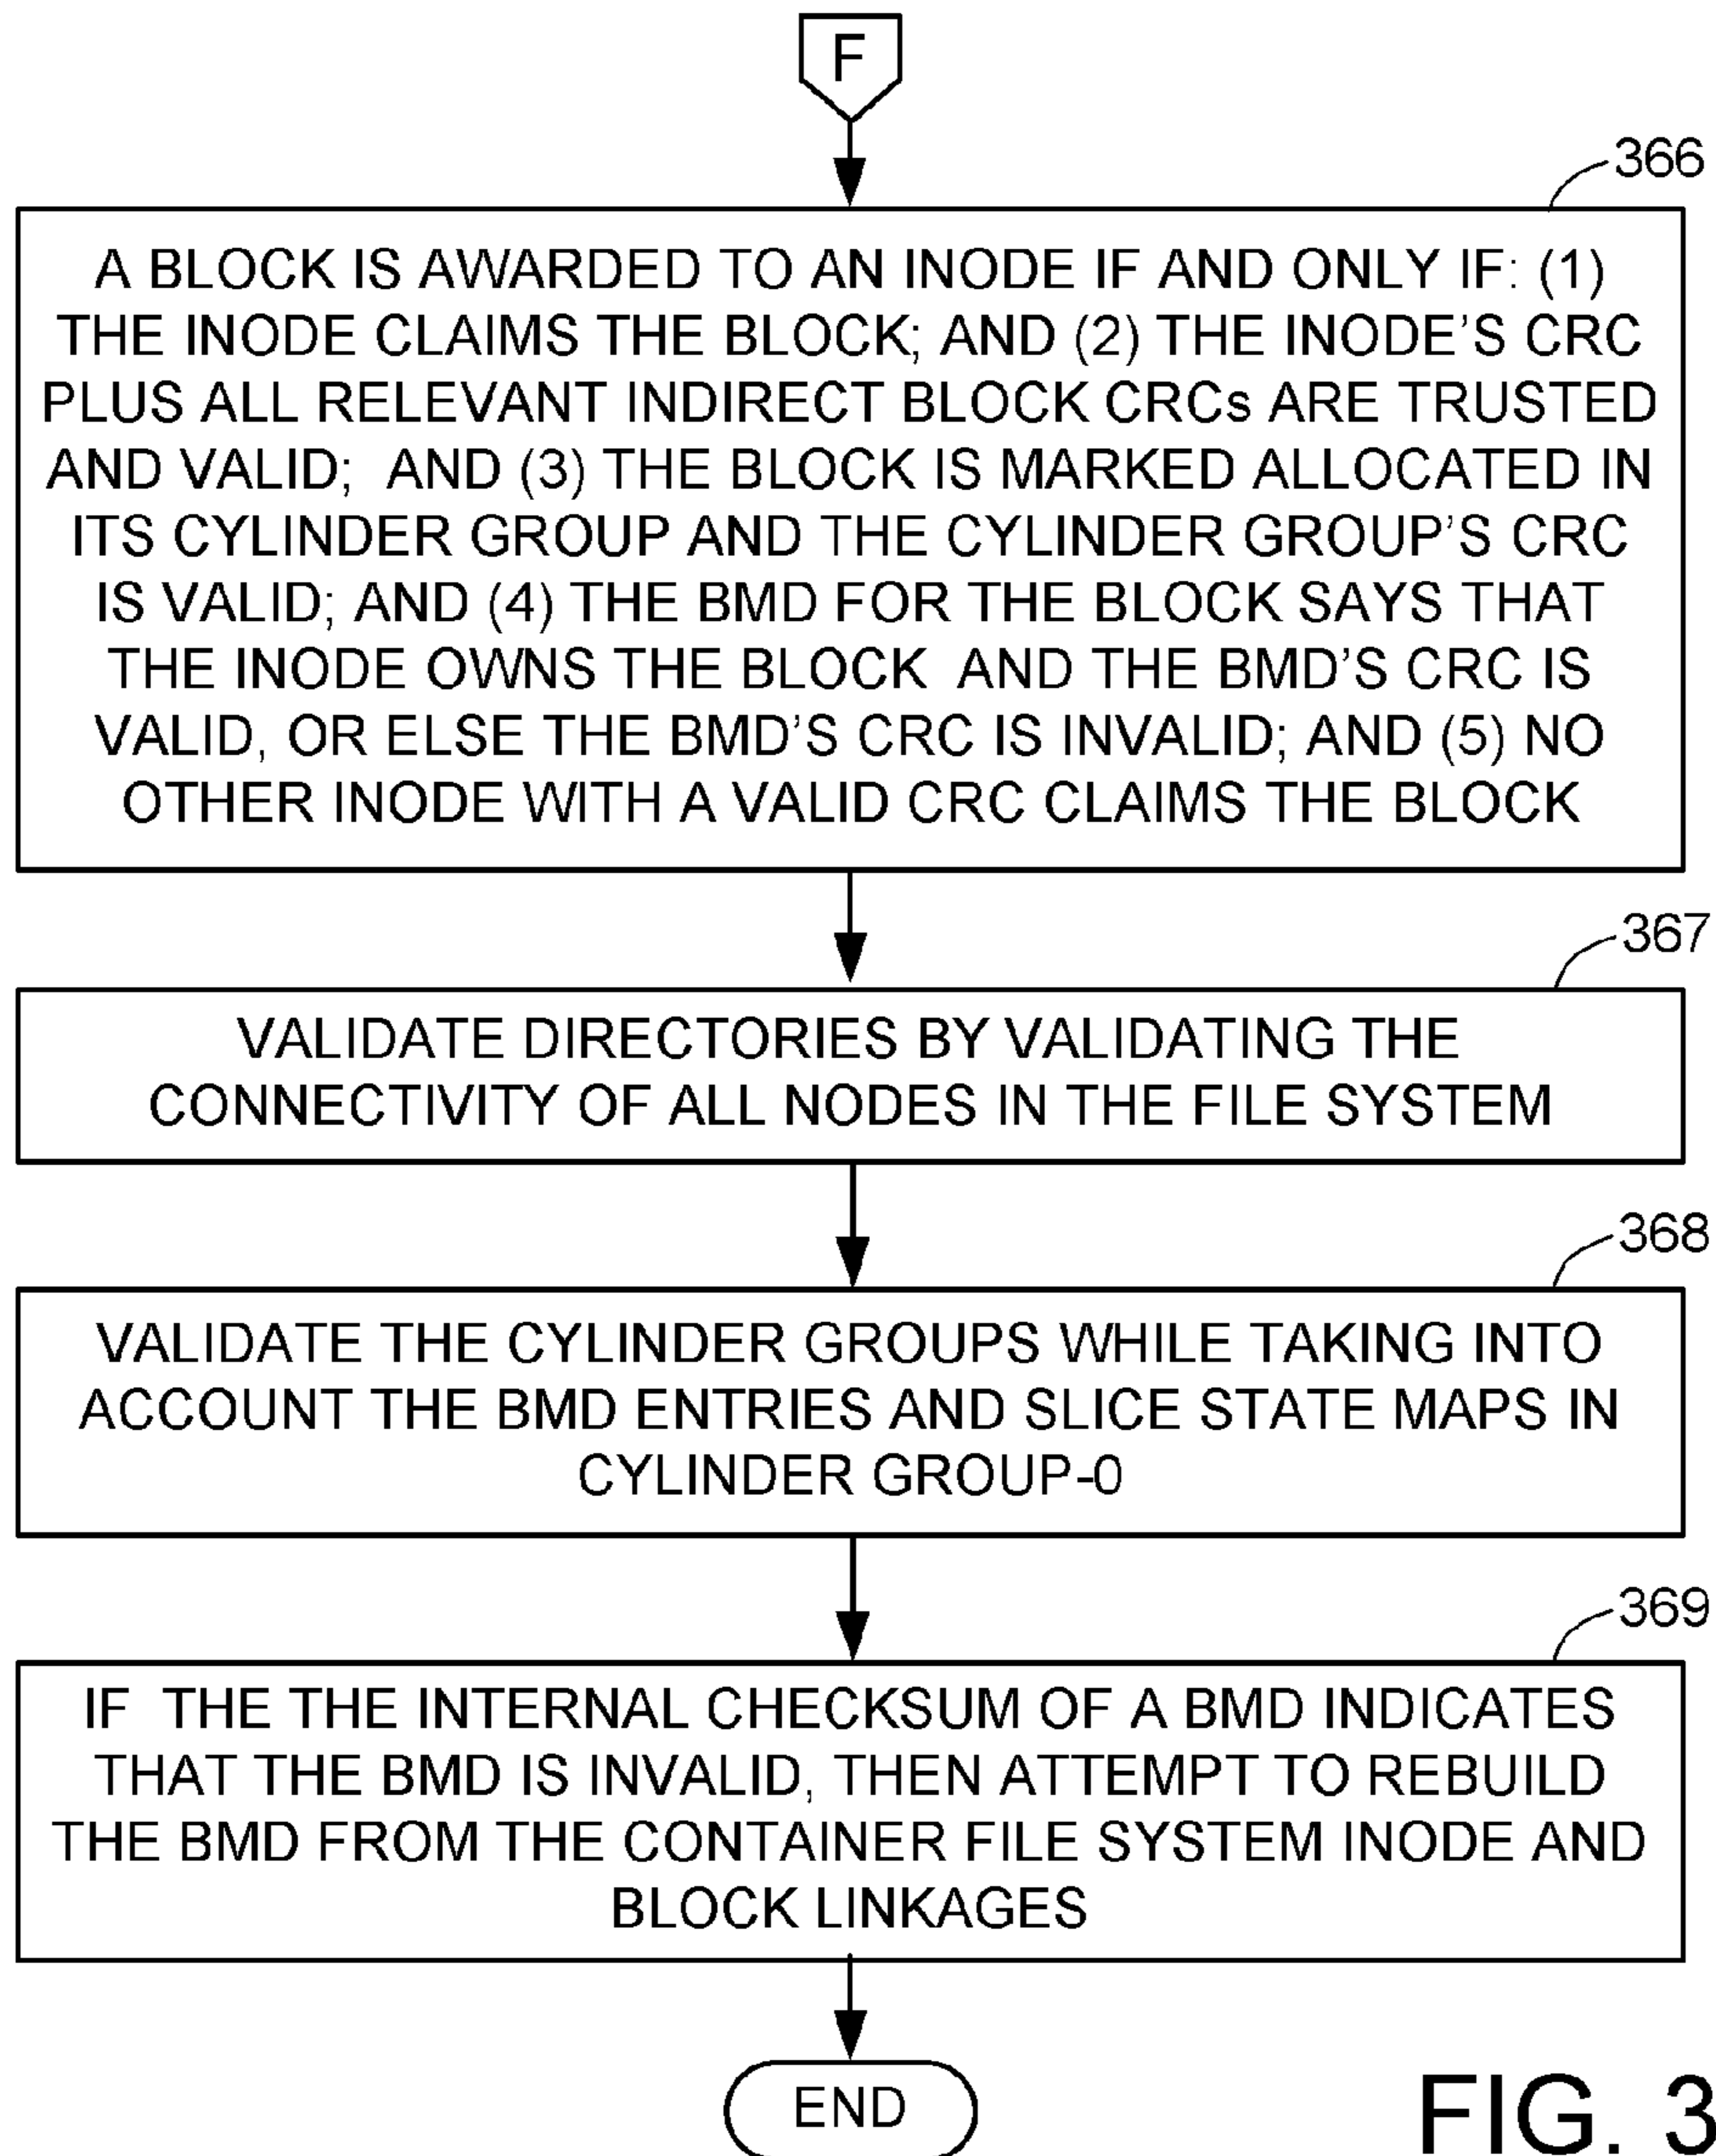 F
366
A BLOCK IS AWARDED TO AN INODE IF AND ONLY IF: (1)
THE INODE CLAIMS THE BLOCK; AND (2) THE INODE'S CRC
PLUS ALL RELEVANT INDIRECT BLOCK CRCs ARE TRUSTED
AND VALID; AND (3) THE BLOCK IS MARKED ALLOCATED IN
ITS CYLINDER GROUP AND THE CYLINDER GROUP'S CRC
IS VALID; AND (4) THE BMD FOR THE BLOCK SAYS THAT
THE INODE OWNS THE BLOCK AND THE BMD'S CRC IS
VALID, OR ELSE THE BMD'S CRC IS INVALID; AND (5) NO
OTHER INODE WITH A VALID CRC CLAIMS THE BLOCK
367
VALIDATE DIRECTORIES BY VALIDATING THE
CONNECTIVITY OF ALL NODES IN THE FILE SYSTEM
368
VALIDATE THE CYLINDER GROUPS WHILE TAKING INTO
ACCOUNT THE BMD ENTRIES AND SLICE STATE MAPS IN
CYLINDER GROUP-0
369
IF THE THE INTERNAL CHECKSUM OF A BMD INDICATES
THAT THE BMD IS INVALID, THEN ATTEMPT TO REBUILD
THE BMD FROM THE CONTAINER FILE SYSTEM INODE AND
BLOCK LINKAGES
END
FIG. 3